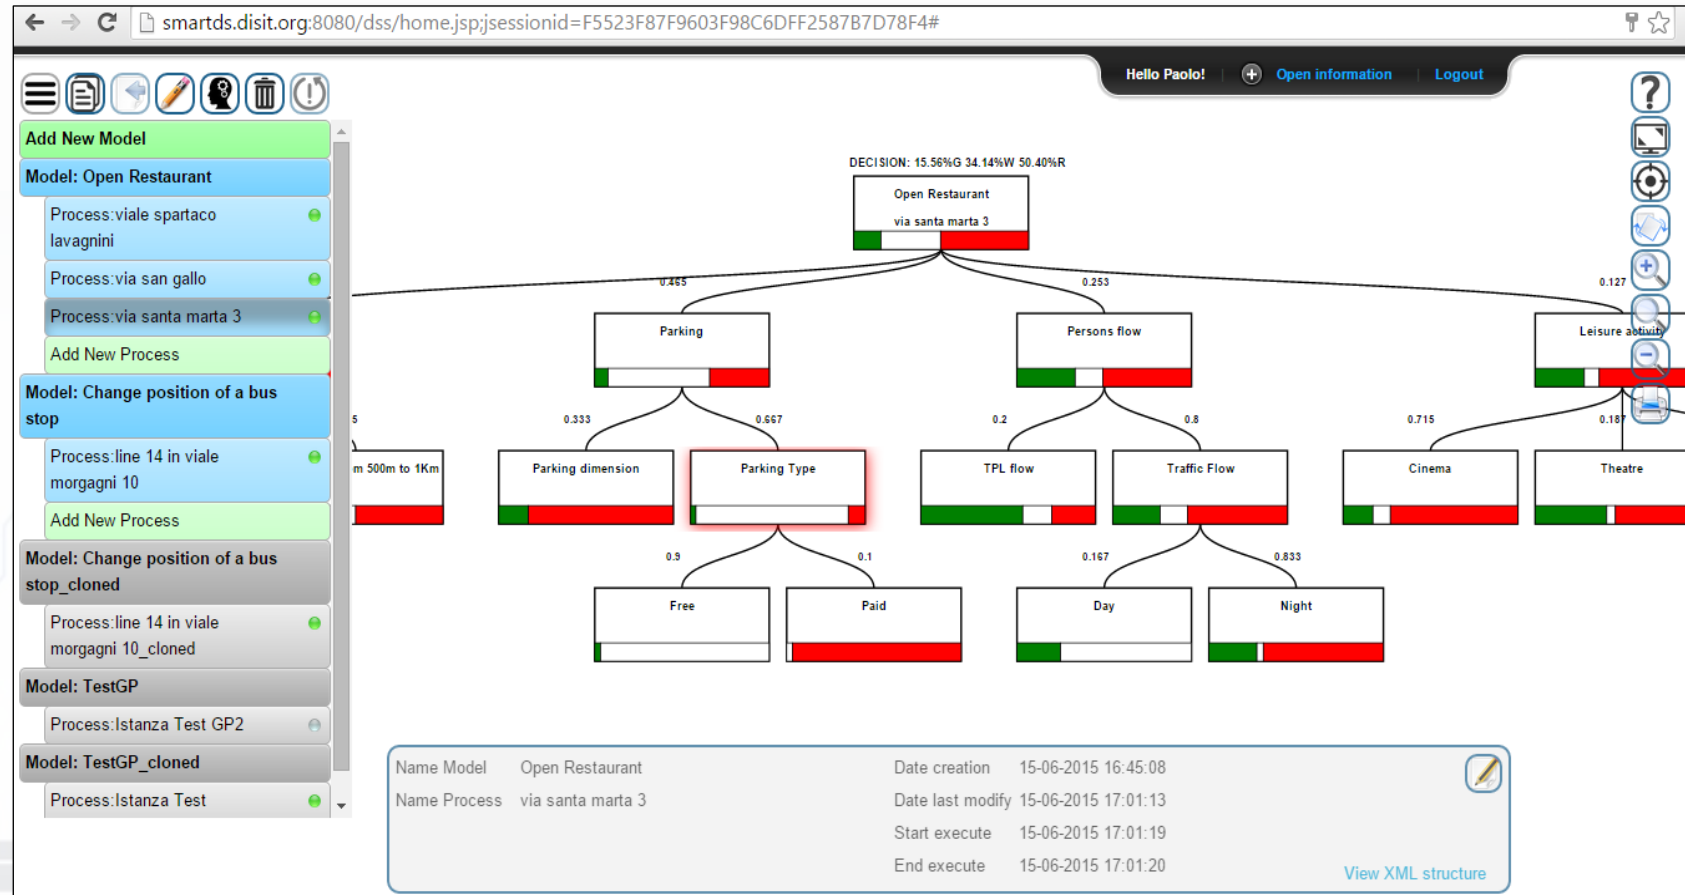 smartds.disit.org:8080/dss/home.jsp;jsessionid=F5523F87F9603F98C6DFF2587B7D78F4#
Hello Paolo!
Open information
Logout
Add New Model
Model: Open Restaurant
Process:viale spartaco
lavagnini
Process:via san gallo
Process:via santa marta 3
Add New Process
Model: Change position of a bus
stop
Process:line 14 in viale
morgagni 10
Add New Process
Model: Change position of a bus
stop_cloned
Process:line 14 in viale
morgagni 10_cloned
Model: TestGP
Process:Istanza Test GP2
Model: TestGP_cloned
Process:Istanza Test
DECISION: 15.56%G 34.14%W 50.40%R
Open Restaurant
via santa marta 3
0.465
0.253
0.127
Parking
Persons flow
Leisure activity
5
0.333
0.667
0.2
0.8
0.715
0.187
m 500m to 1Km
Parking dimension
Parking Type
TPL flow
Traffic Flow
Cinema
Theatre
0.9
0.1
0.167
0.833
Free
Paid
Day
Night
Name Model Open Restaurant
Name Process via santa marta 3
Date creation 15-06-2015 16:45:08
Date last modify 15-06-2015 17:01:13
Start execute 15-06-2015 17:01:19
End execute 15-06-2015 17:01:20
View XML structure